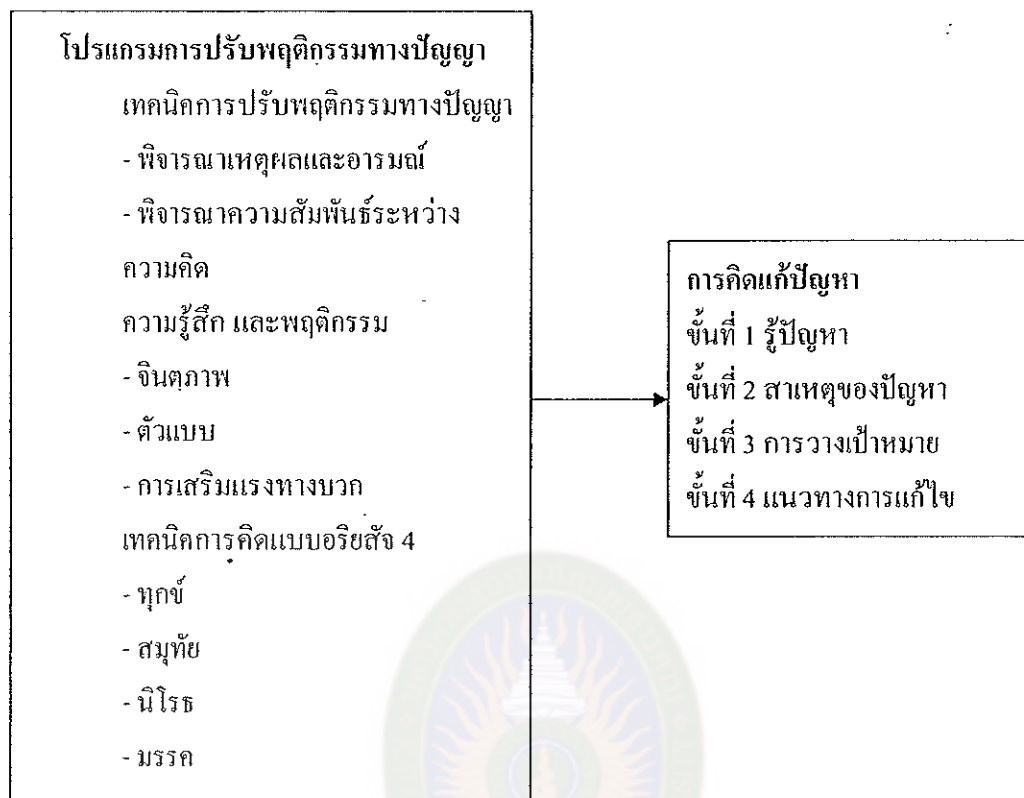 โปรแกรมการปรับพฤติกรรมทางปัญญา
เทคนิคการปรับพฤติกรรมทางปัญญา
- พิจารณาเหตุผลและอารมณ์
- พิจารณาความสัมพันธ์ระหว่าง
ความคิด
ความรู้สึก และพฤติกรรม
- จินตภาพ
- ตัวแบบ
- การเสริมแรงทางบวก
เทคนิคการคิดแบบอริยสัจ 4
- ทุกข์
- สมุทัย
- นิโรธ
- มรรค
การคิดแก้ปัญหา
ขั้นที่ 1 รู้ปัญหา
ขั้นที่ 2 สาเหตุของปัญหา
ขั้นที่ 3 การวางเป้าหมาย
ขั้นที่ 4 แนวทางการแก้ไข